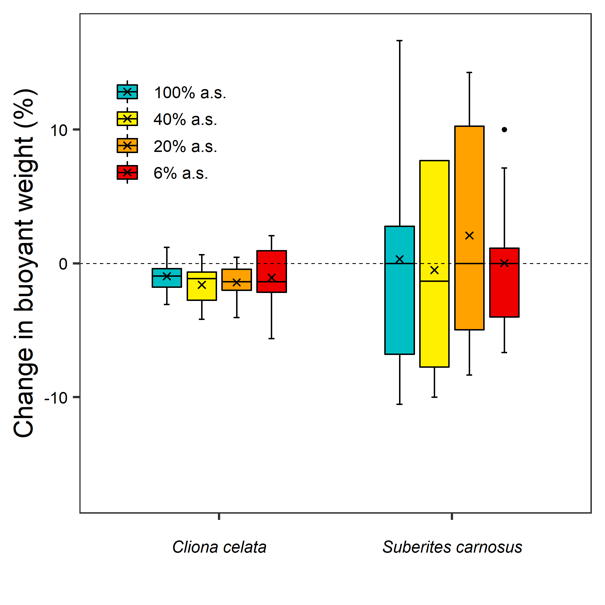 Change in buoyant weight (%)
10
0
-10
100% a.s.
40% a.s.
20% a.s.
6% a.s.
Cliona celata
Suberites carnosus